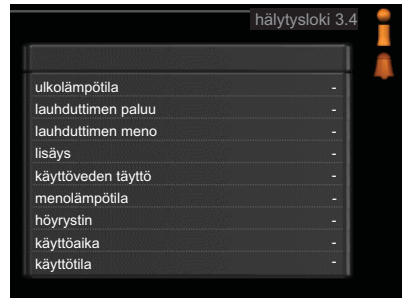 hälytysloki 3.4
ulkolämpötila -
lauhduttimen paluu -
lauhduttimen meno -
lisäys -
käyttöveden täyttö -
menolämpötila -
höyrystin -
käyttöaika -
käyttötila -